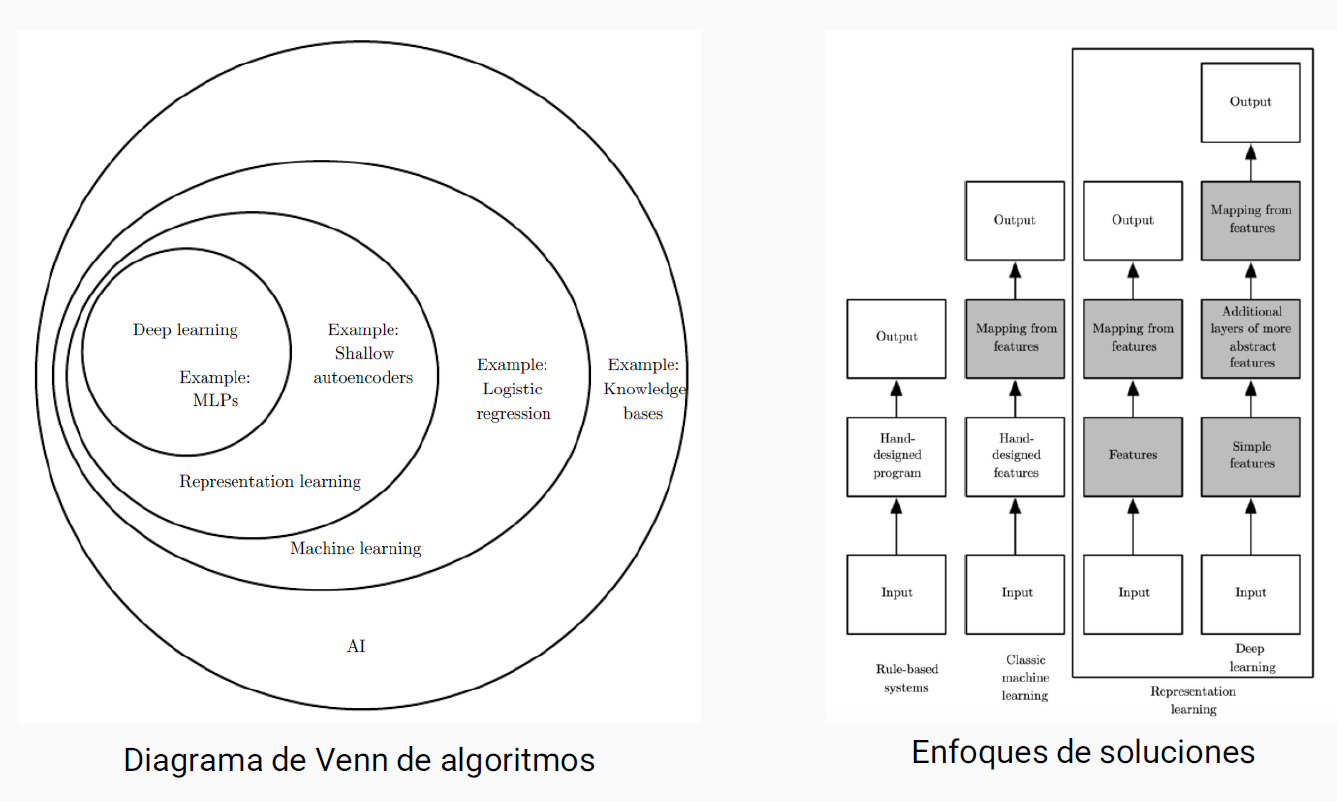 Deep learning
Example:
MLPs
Example:
Shallow
autoencoders
Example:
Logistic
regression
Example:
Knowledge
bases
Representation learning
Machine learning
AI
Diagrama de Venn de algoritmos
Output
Hand-
designed
program
Input
Rule-based
systems
Output
Mapping from
features
Hand-
designed
features
Input
Classic
machine
learning
Output
Mapping from
features
Features
Input
Output
Mapping from
features
Additional
layers of more
abstract
features
Simple
features
Input
Deep
learning
Representation
learning
Enfoques de soluciones